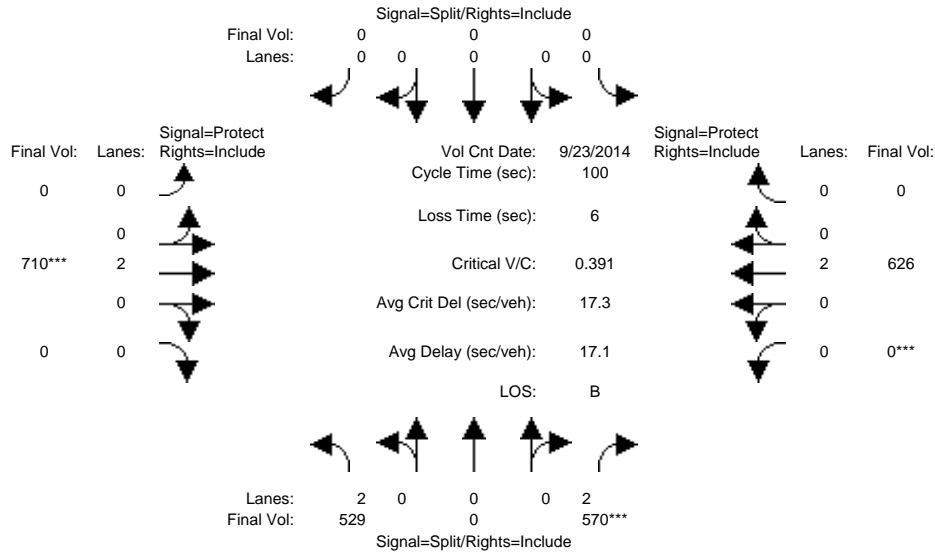 Signal=Split/Rights=Include
Final Vol: 0 0 0
Lanes: 0 0 0 0 0
Signal=Protect Signal=Protect
Final Vol: Lanes: Rights=Include Vol Cnt Date: 9/23/2014 Rights=Include Lanes: Final Vol:
Cycle Time (sec): 100
0 0 0 0
Loss Time (sec): 6
0 0
710*** 2 Critical V/C: 0.391 2 626
0 Avg Crit Del (sec/veh): 17.3 0
0 0 Avg Delay (sec/veh): 17.1 0 0***
LOS: B
Lanes: 2 0 0 0 2
Final Vol: 529 0 570***
Signal=Split/Rights=Include